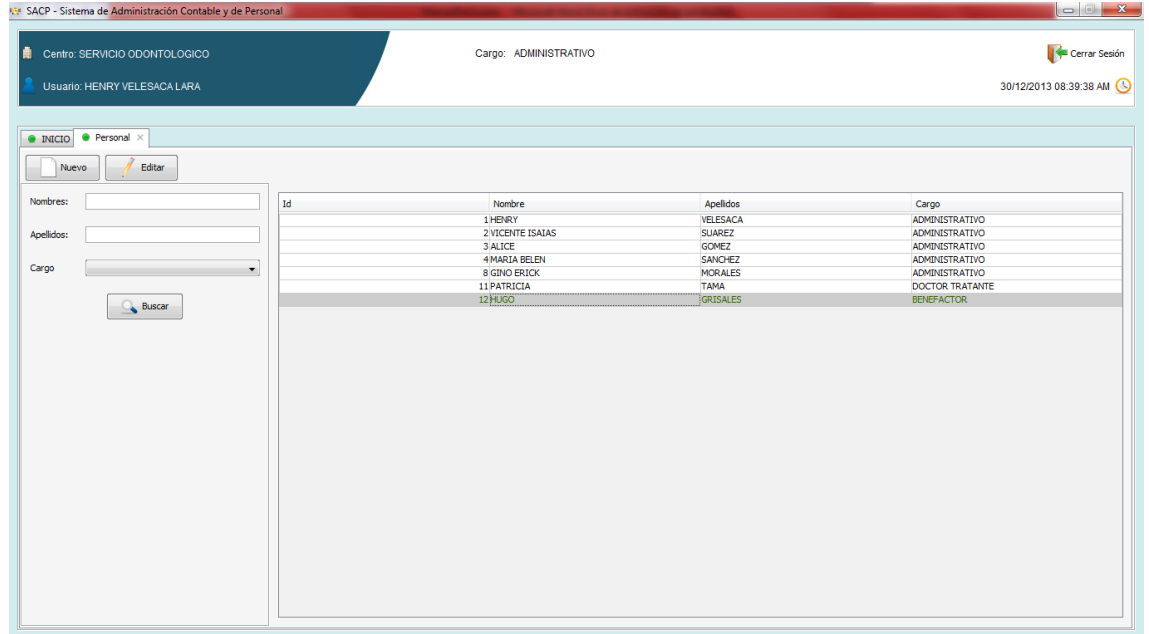 SACP - Sistema de Administración Contable y de Personal
Centro: SERVICIO ODONTOLOGICO
Cargo: ADMINISTRATIVO
Cerrar Sesión
Usuario: HENRY VELESACA LARA
30/12/2013 08:39:38 AM
INICIO Personal
Nuevo Editar
Nombres:
Apellidos:
Cargo
Buscar
Id Nombre Apellidos Cargo
1 HENRY VELESACA ADMINISTRATIVO
2 VICENTE ISAIAS SUAREZ ADMINISTRATIVO
3 ALICE GOMEZ ADMINISTRATIVO
4 MARIA BELEN SANCHEZ ADMINISTRATIVO
8 GINO ERICK MORALES ADMINISTRATIVO
11 PATRICIA TAMA DOCTOR TRATANTE
12 HUGO GRISALES BENEFACTOR